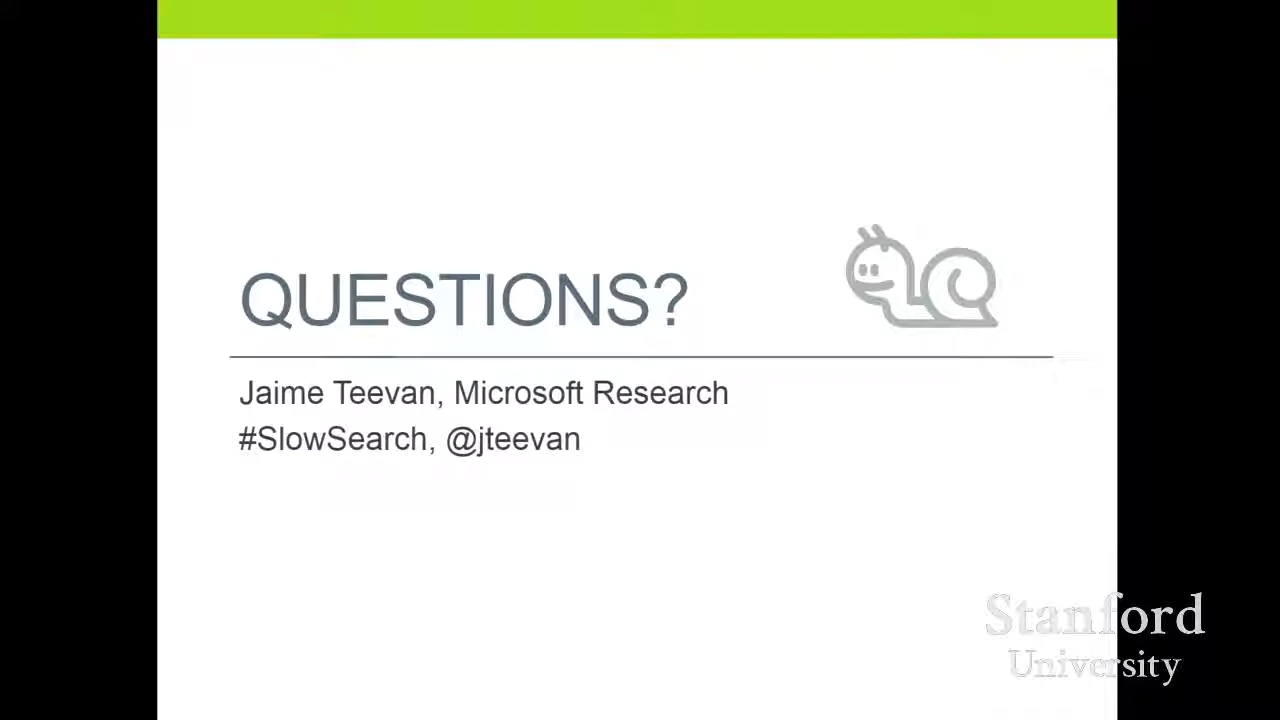 QUESTIONS?
Jaime Teevan, Microsoft Research
#SlowSearch, @jteevan
Stanford
University